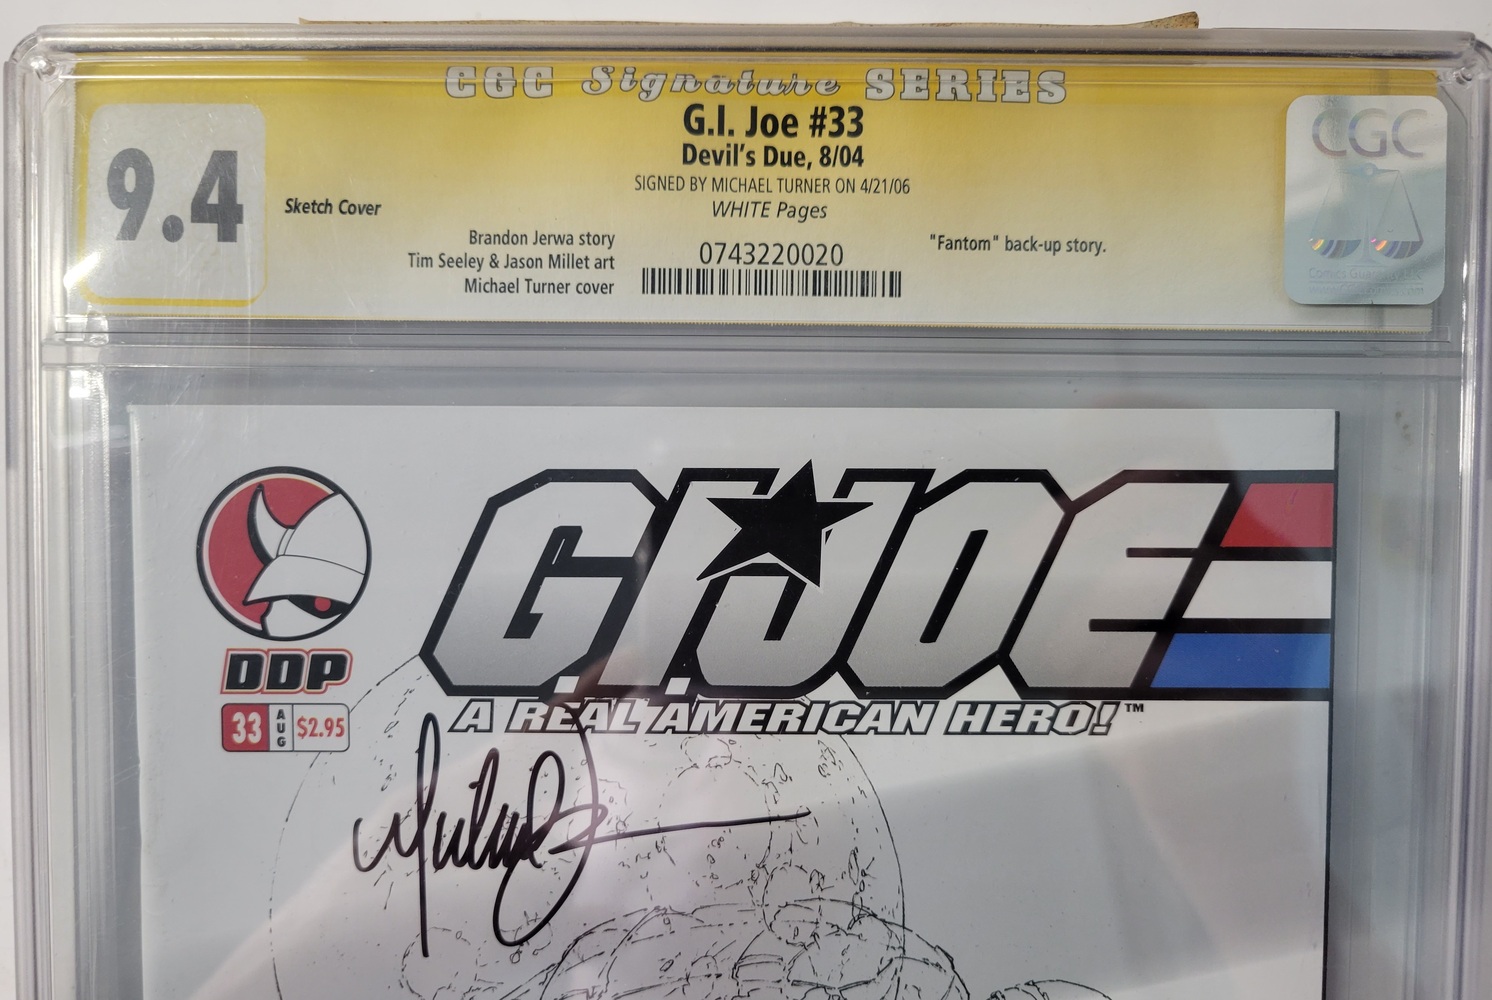 CGC Signature SERIES
G.I. Joe #33
Devil's Due, 8/04
SIGNED BY MICHAEL TURNER ON 4/21/06
WHITE Pages
9.4
Sketch Cover
Brandon Jerwa story
Tim Seeley & Jason Millet art
Michael Turner cover
0743220020
"Fantom" back-up story.
CGC
G.I. JOE
A REAL AMERICAN HERO!™
DDP
33 AUG $2.95